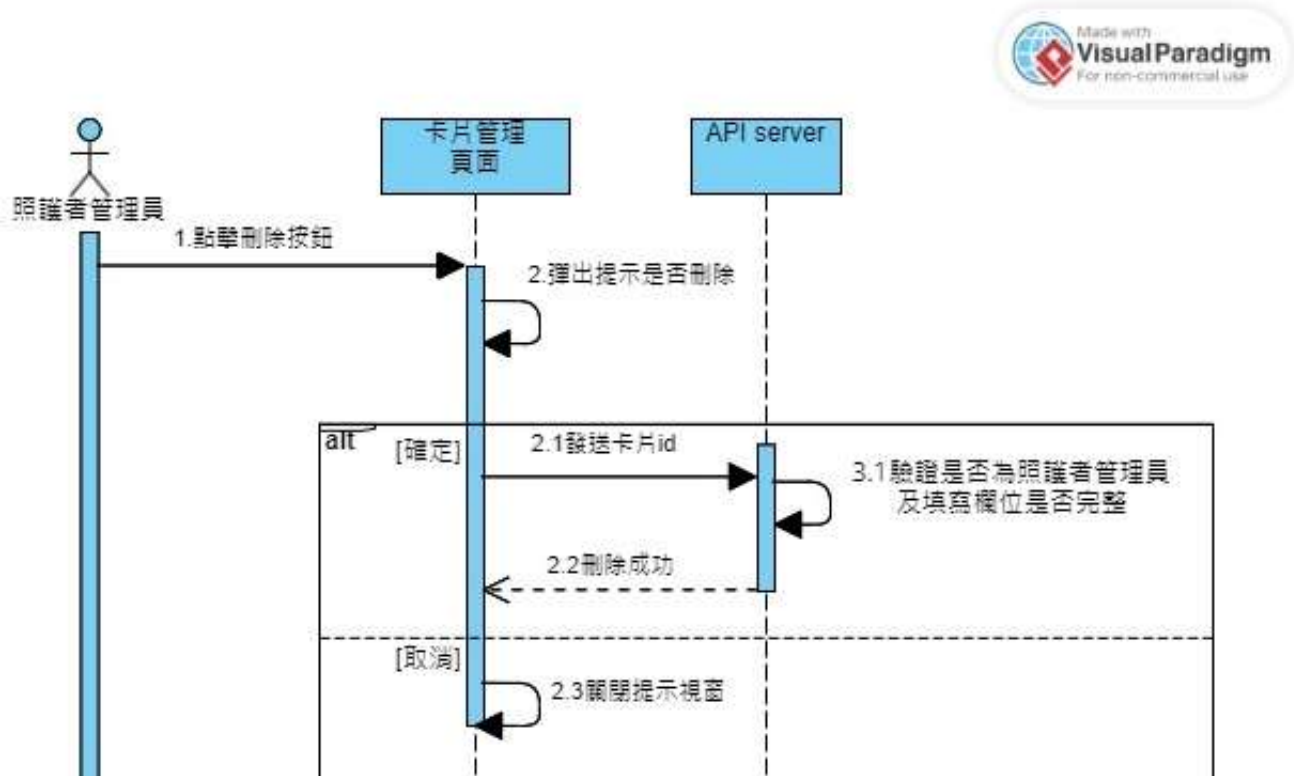 Made with
Visual Paradigm
For non-commercial use
卡片管理
頁面
API server
照護者管理員
1.點擊刪除按鈕
2.彈出提示是否刪除
alt
[確定]
2.1發送卡片id
3.1驗證是否為照護者管理員
及填寫欄位是否完整
2.2刪除成功
[取消]
2.3關閉提示視窗